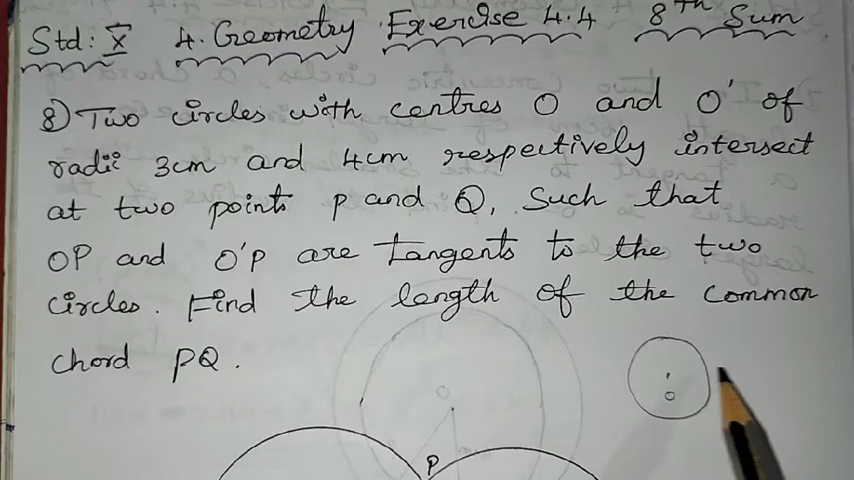 Std: X 4. Geometry Exercise 4.4 8th Sum
8) Two circles with centres O and O' of
radii 3cm and 4cm respectively intersect
at two points P and Q, Such that
OP and O'P are tangents to the two
circles. Find the length of the common
chord PQ.
O
P